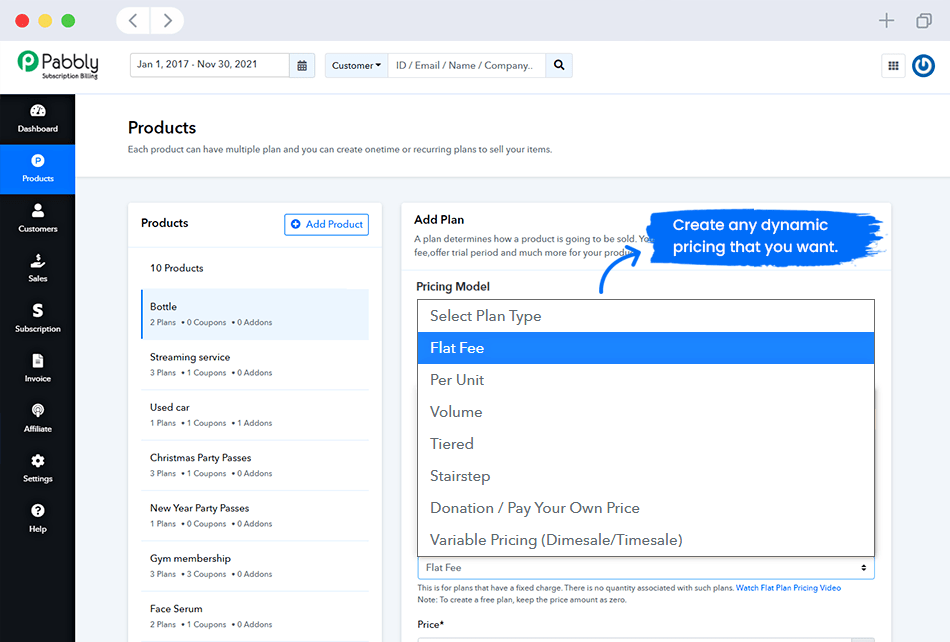 Pabbly
Subscription Billing
Jan 1, 2017 - Nov 30, 2021
Customer
ID / Email / Name / Company..
Dashboard
Products
Customers
Sales
Subscription
Invoice
Affiliate
Settings
Help
Products
Each product can have multiple plan and you can create onetime or recurring plans to sell your items.
Products
Add Product
10 Products
Bottle
2 Plans • 0 Coupons • 0 Addons
Streaming service
3 Plans • 1 Coupons • 0 Addons
Used car
1 Plans • 1 Coupons • 1 Addons
Christmas Party Passes
3 Plans • 1 Coupons • 0 Addons
New Year Party Passes
1 Plans • 0 Coupons • 0 Addons
Gym membership
3 Plans • 3 Coupons • 0 Addons
Face Serum
2 Plans • 0 Coupons • 0 Addons
Add Plan
A plan determines how a product is going to be sold.
fee,offer trial period and much more for your
Create any dynamic
pricing that you want.
Pricing Model
Select Plan Type
Flat Fee
Per Unit
Volume
Tiered
Stairstep
Donation / Pay Your Own Price
Variable Pricing (Dimesale/Timesale)
Flat Fee
This is for plans that have a fixed charge. There is no quantity associated with such plans. Watch Flat Plan Pricing Video
Note: To create a free plan, keep the price amount as zero.
Price*